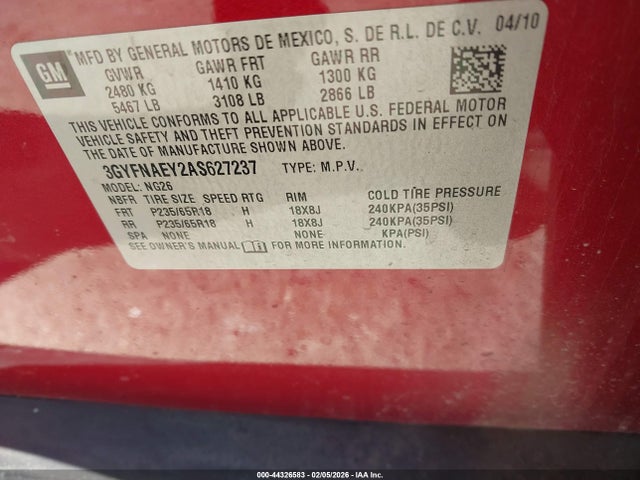 GM
MFD BY GENERAL MOTORS DE MEXICO, S. DE R.L. DE C.V. 04/10
GVWR GAWR FRT GAWR RR
2480 KG 1410 KG 1300 KG
5467 LB 3108 LB 2866 LB
THIS VEHICLE CONFORMS TO ALL APPLICABLE U.S. FEDERAL MOTOR
VEHICLE SAFETY AND THEFT PREVENTION STANDARDS IN EFFECT ON
THE DATE OF MANUFACTURE SHOWN ABOVE.
3GYFNAEY2AS627237 TYPE: M.P.V.
MODEL: NG26
NBFR TIRE SIZE SPEED RTG RIM COLD TIRE PRESSURE
FRT P235/65R18 H 18X8J 240KPA(35PSI)
RR P235/65R18 H 18X8J 240KPA(35PSI)
SPA NONE NONE KPA(PSI)
SEE OWNER'S MANUAL FOR MORE INFORMATION.
000-44326583 - 02/05/2026 - IAA Inc.